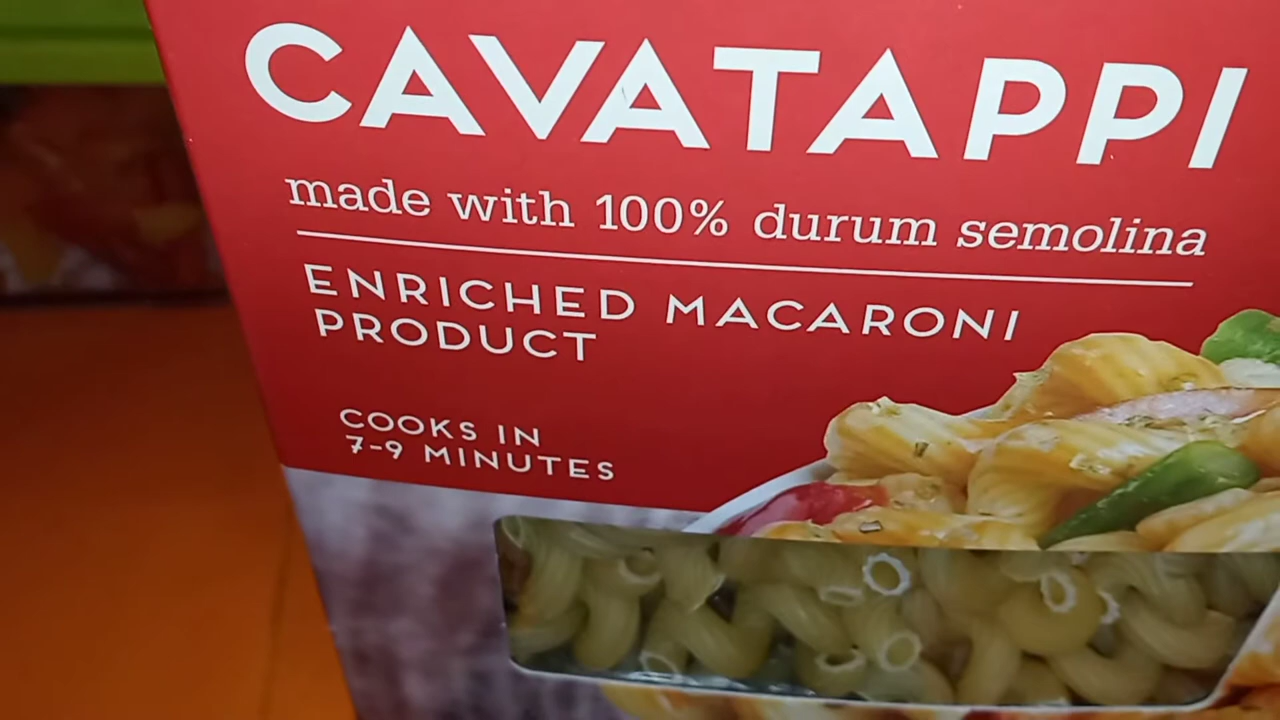 CAVATAPPI
made with 100% durum semolina
ENRICHED MACARONI
PRODUCT
COOKS IN
7-9 MINUTES